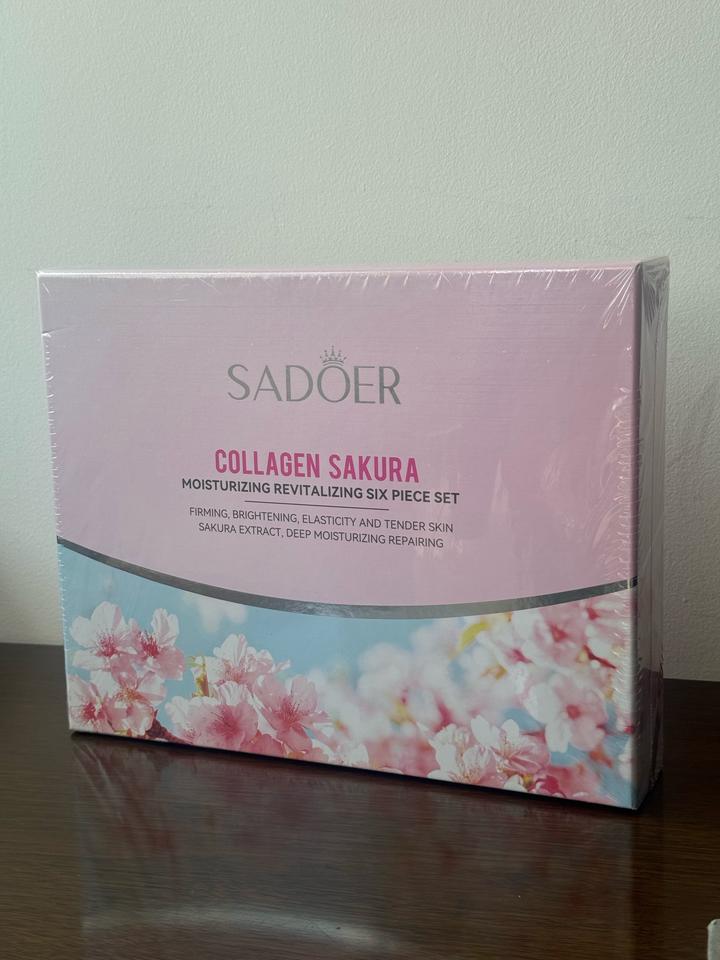 SADOER
COLLAGEN SAKURA
MOISTURIZING REVITALIZING SIX PIECE SET
FIRMING, BRIGHTENING, ELASTICITY AND TENDER SKIN
SAKURA EXTRACT, DEEP MOISTURIZING REPAIRING